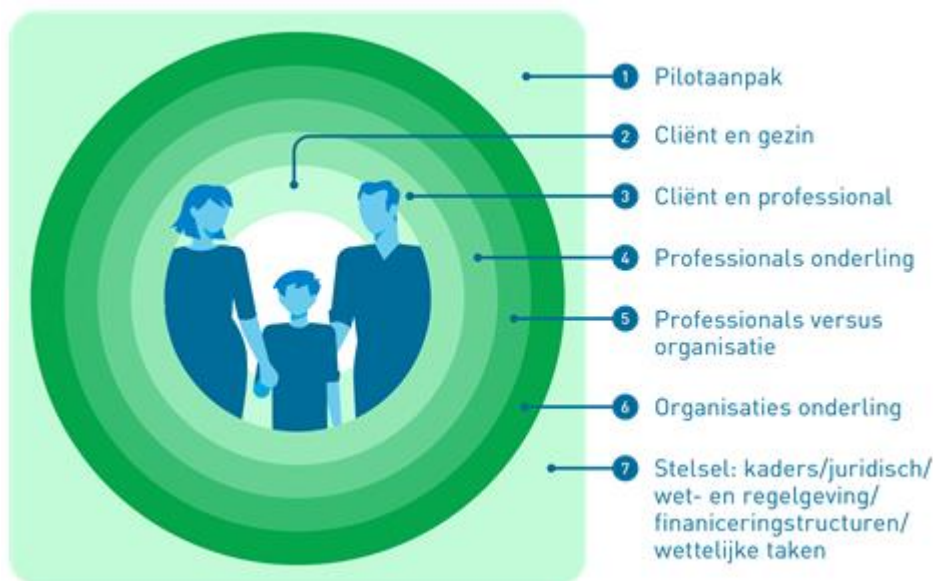 1 Pilotaanpak
2 Cliënt en gezin
3 Cliënt en professional
4 Professionals onderling
5 Professionals versus
organisatie
6 Organisaties onderling
7 Stelsel: kaders/juridisch/
wet- en regelgeving/
finaniceringstructuren/
wettelijke taken